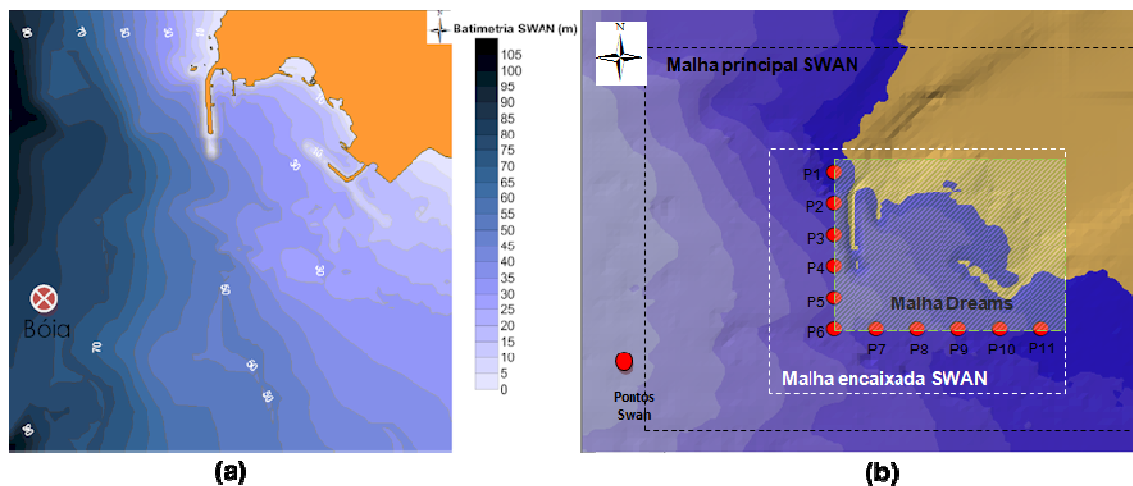 N
Batimetria SWAN (m)
105
100
95
90
85
80
75
70
65
60
55
50
45
40
35
30
25
20
15
10
5
0
Bóia
70
(a)
N
Malha principal SWAN
P1
P2
P3
P4
P5
P6
P7
P8
P9
P10
P11
Malha Dreams
Malha encaixada SWAN
Pontos
Swan
(b)